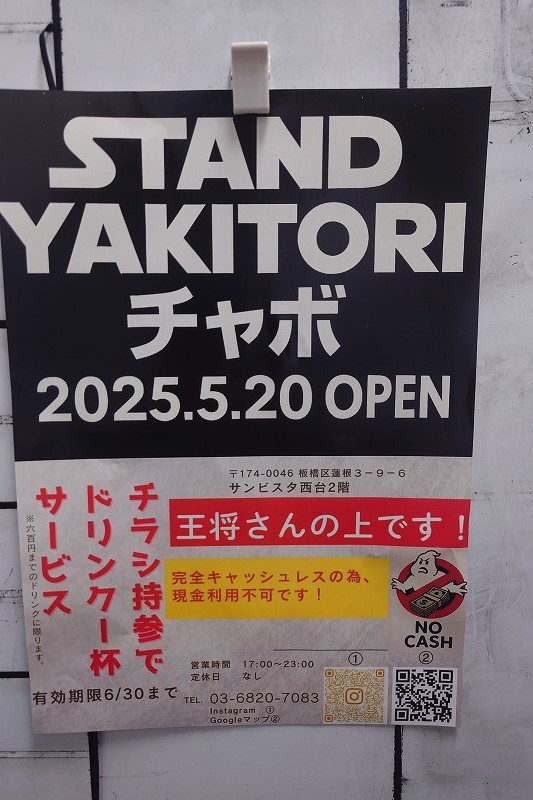 STAND
YAKITORI
チャボ
2025.5.20 OPEN
〒174-0046 板橋区蓮根3-9-6
サンビスタ西台2階
王将さんの上です！
完全キャッシュレスの為、
現金利用不可です！
NO
CASH
チラシ持参で
ドリンク一杯
サービス
※六百円までのドリンクに限ります。
有効期限6/30まで
営業時間 17:00~23:00
定休日 なし
TEL. 03-6820-7083
Instagram ①
Googleマップ②
①
②